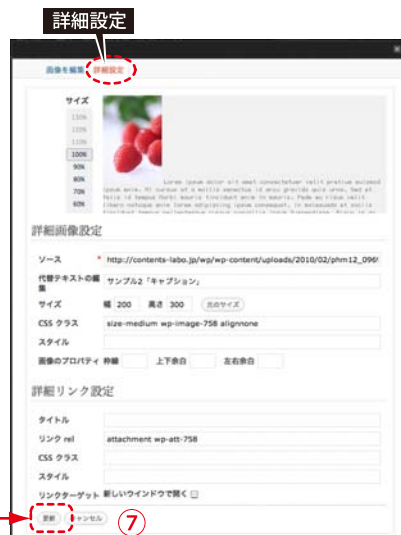 詳細設定
画像を編集 詳細設定
サイズ
130%
120%
110%
100%
90%
80%
70%
60%
詳細画像設定
ソース * http://contents-labo.jp/wp/wp-content/uploads/2010/02/phm12_096
代替テキストの編集 サンプル2「キャプション」
サイズ 幅 200 高さ 300 元のサイズ
CSS クラス size-medium wp-image-758 alignnone
スタイル
画像のプロパティ 枠線 上下余白 左右余白
詳細リンク設定
タイトル
リンク rel attachment wp-att-758
CSS クラス
スタイル
リンクターゲット 新しいウインドウで開く
更新 キャンセル ⑦